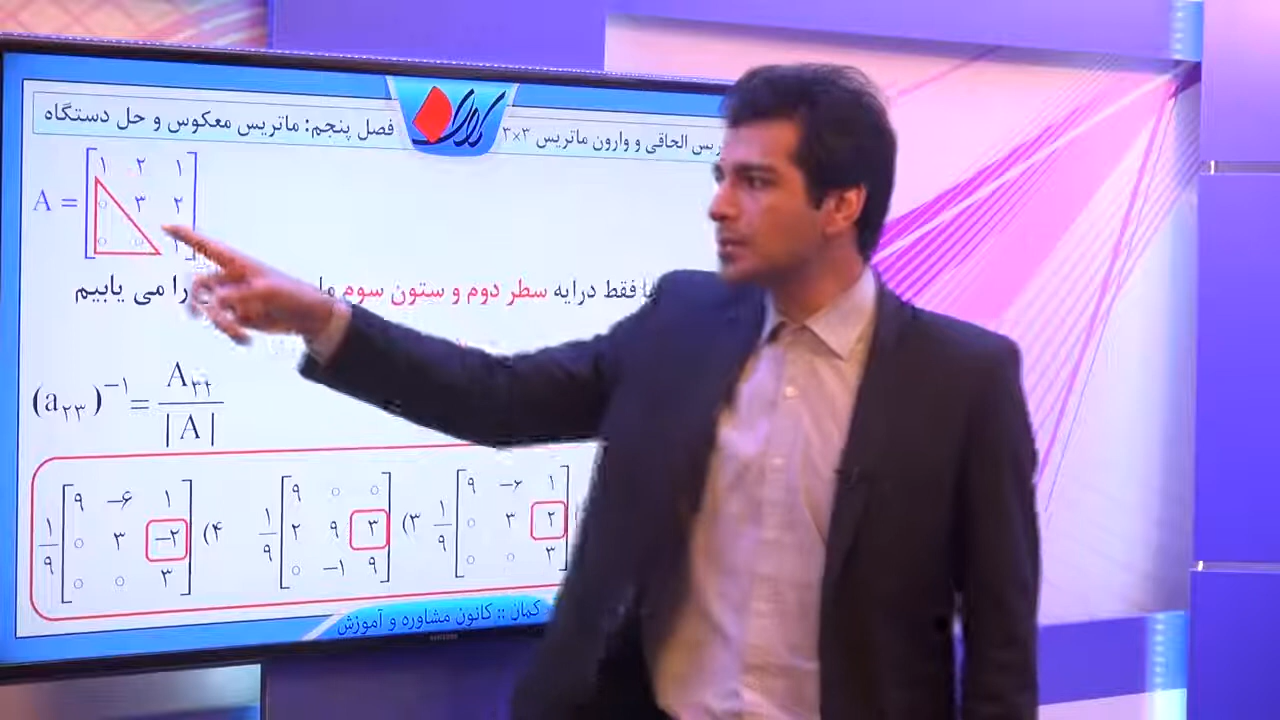 فصل پنجم: ماتریس معکوس و حل دستگاه
الحاقی و وارون ماتریس ۳×۳
A = [ ۱ ۲ ۱
۰ ۳ ۲
۰ ۰ ]
فقط درایه سطر دوم و ستون سوم را می یابیم
(a۲۳)⁻¹ = A۳۲ / |A|
۳) ۱/۹ [ ۹ ۰ ۰
۲ ۹ ۳
۰ −۱ ۹ ]
۴) ۱/۹ [ ۹ −۶ ۱
۰ ۳ −۲
۰ ۰ ۳ ]
۱/۹ [ ۹ −۶ ۱
۰ ۳ ۲
۰ ۰ ۳ ]
کمان :: کانون مشاوره و آموزش
SAMSUNG